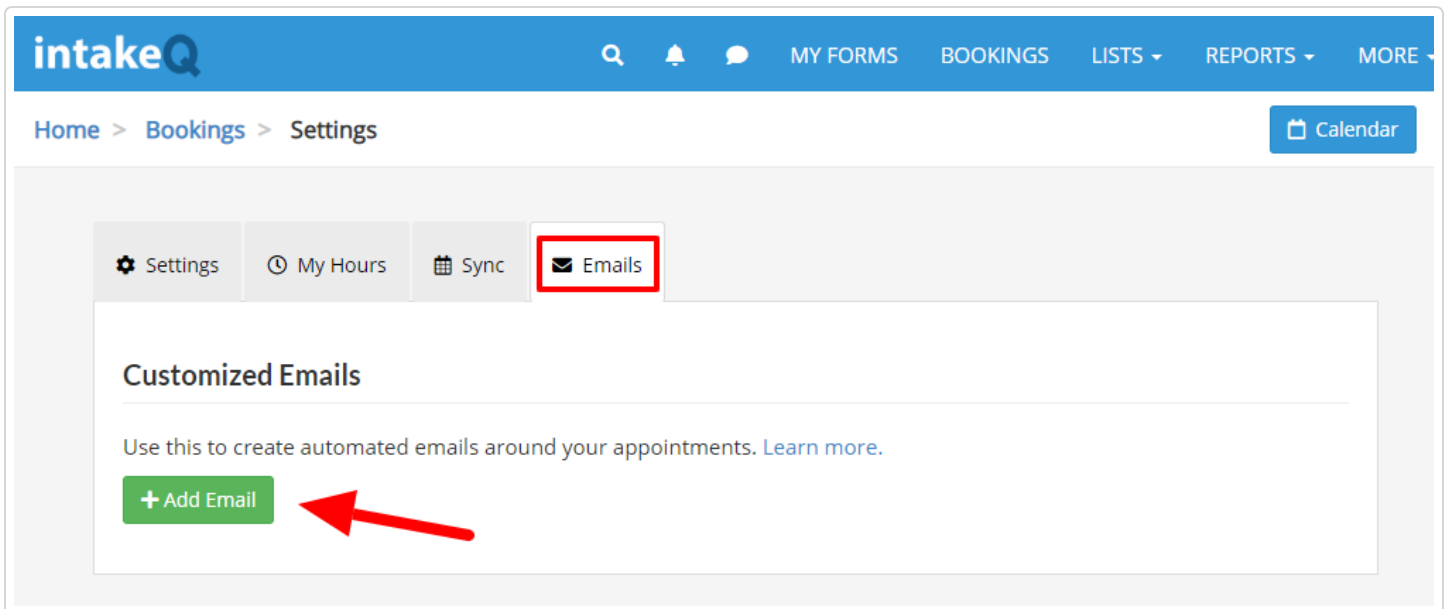 intakeQ MY FORMS BOOKINGS LISTS REPORTS MORE
Home > Bookings > Settings Calendar
Settings My Hours Sync Emails
Customized Emails
Use this to create automated emails around your appointments. Learn more.
+ Add Email